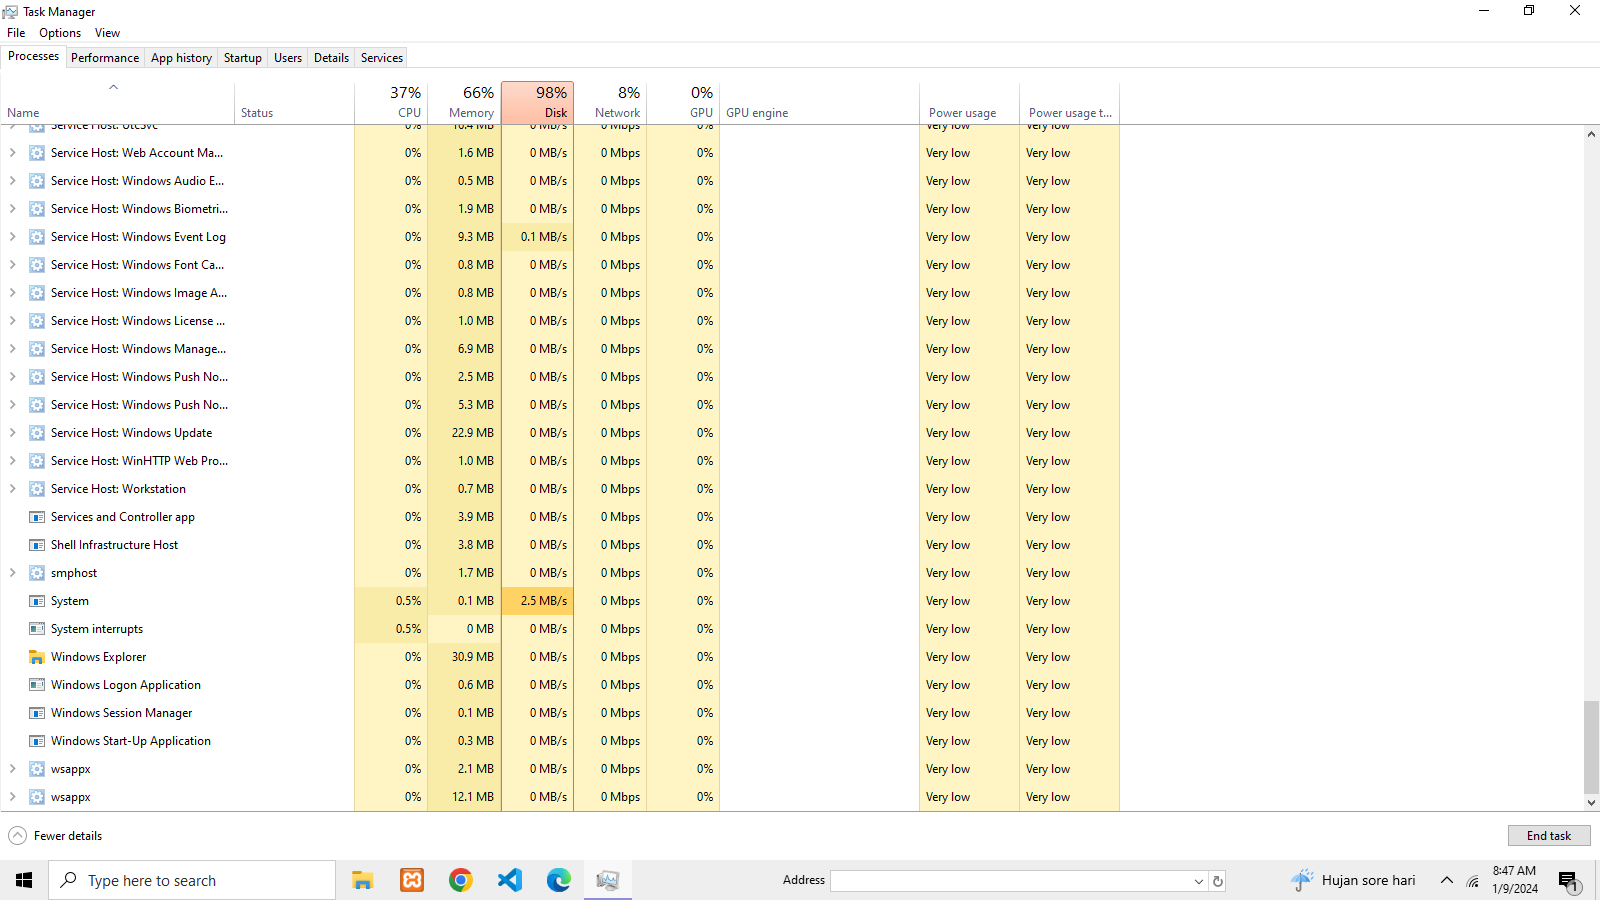 Task Manager
File Options View
Processes Performance App history Startup Users Details Services
37% 66% 98% 8% 0%
Name Status CPU Memory Disk Network GPU GPU engine Power usage Power usage t...
Service Host: UtcSvc 0% 10.4 MB 0 MB/s 0 Mbps 0% Very low Very low
Service Host: Web Account Ma... 0% 1.6 MB 0 MB/s 0 Mbps 0% Very low Very low
Service Host: Windows Audio E... 0% 0.5 MB 0 MB/s 0 Mbps 0% Very low Very low
Service Host: Windows Biometri... 0% 1.9 MB 0 MB/s 0 Mbps 0% Very low Very low
Service Host: Windows Event Log 0% 9.3 MB 0.1 MB/s 0 Mbps 0% Very low Very low
Service Host: Windows Font Ca... 0% 0.8 MB 0 MB/s 0 Mbps 0% Very low Very low
Service Host: Windows Image A... 0% 0.8 MB 0 MB/s 0 Mbps 0% Very low Very low
Service Host: Windows License ... 0% 1.0 MB 0 MB/s 0 Mbps 0% Very low Very low
Service Host: Windows Manage... 0% 6.9 MB 0 MB/s 0 Mbps 0% Very low Very low
Service Host: Windows Push No... 0% 2.5 MB 0 MB/s 0 Mbps 0% Very low Very low
Service Host: Windows Push No... 0% 5.3 MB 0 MB/s 0 Mbps 0% Very low Very low
Service Host: Windows Update 0% 22.9 MB 0 MB/s 0 Mbps 0% Very low Very low
Service Host: WinHTTP Web Pro... 0% 1.0 MB 0 MB/s 0 Mbps 0% Very low Very low
Service Host: Workstation 0% 0.7 MB 0 MB/s 0 Mbps 0% Very low Very low
Services and Controller app 0% 3.9 MB 0 MB/s 0 Mbps 0% Very low Very low
Shell Infrastructure Host 0% 3.8 MB 0 MB/s 0 Mbps 0% Very low Very low
smphost 0% 1.7 MB 0 MB/s 0 Mbps 0% Very low Very low
System 0.5% 0.1 MB 2.5 MB/s 0 Mbps 0% Very low Very low
System interrupts 0.5% 0 MB 0 MB/s 0 Mbps 0% Very low Very low
Windows Explorer 0% 30.9 MB 0 MB/s 0 Mbps 0% Very low Very low
Windows Logon Application 0% 0.6 MB 0 MB/s 0 Mbps 0% Very low Very low
Windows Session Manager 0% 0.1 MB 0 MB/s 0 Mbps 0% Very low Very low
Windows Start-Up Application 0% 0.3 MB 0 MB/s 0 Mbps 0% Very low Very low
wsappx 0% 2.1 MB 0 MB/s 0 Mbps 0% Very low Very low
wsappx 0% 12.1 MB 0 MB/s 0 Mbps 0% Very low Very low
Fewer details End task
Type here to search Address Hujan sore hari 8:47 AM
1/9/2024 1